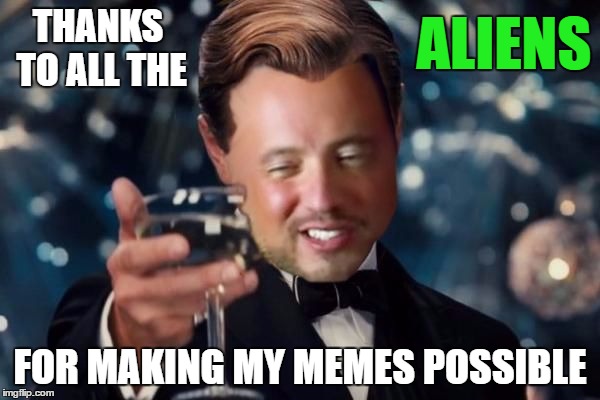 THANKS
TO ALL THE
ALIENS
FOR MAKING MY MEMES POSSIBLE
imgflip.com